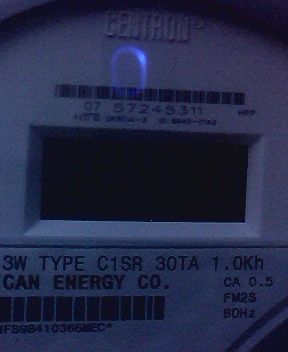 CENTRON
07 57245311
3W TYPE C1SR 30TA 1.0Kh
CAN ENERGY CO. CA 0.5
FM2S
60Hz